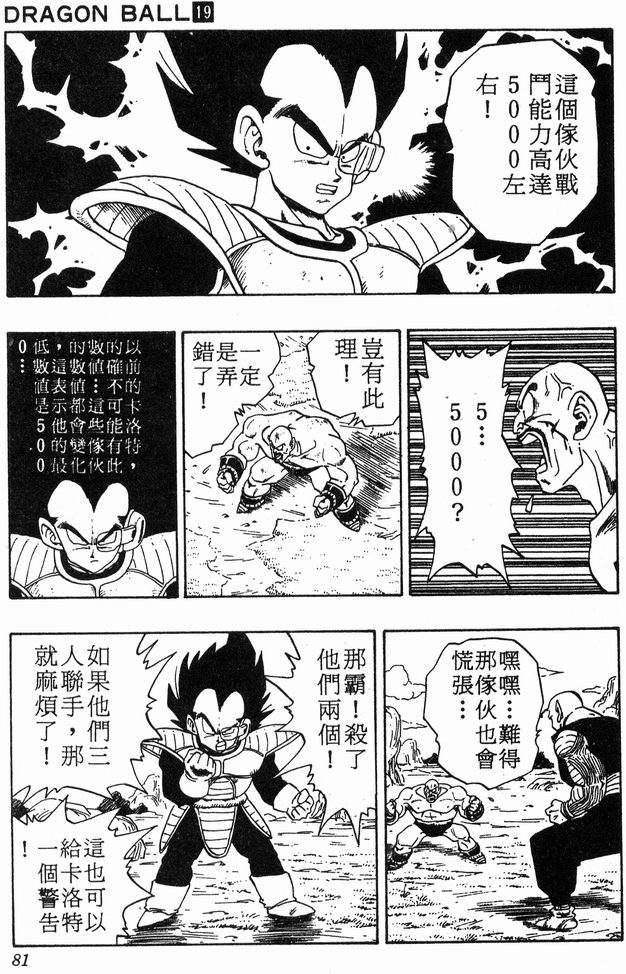 DRAGON BALL 19
這個傢伙戰
鬥能力高達
5000左
右!
5…
5000?
豈有此
理!
一定
是弄
錯了!
以前的卡洛特,
的確不可能有此
數值…這些傢伙
的數值都會變化
,這表示他的最
低數值是500
0…
嘿嘿…難得
那傢伙也會
慌張…
那霸!殺了
他們兩個!
如果他們三
人聯手,那
就麻煩了!
這也可以
給卡洛特
一個警告
!
81